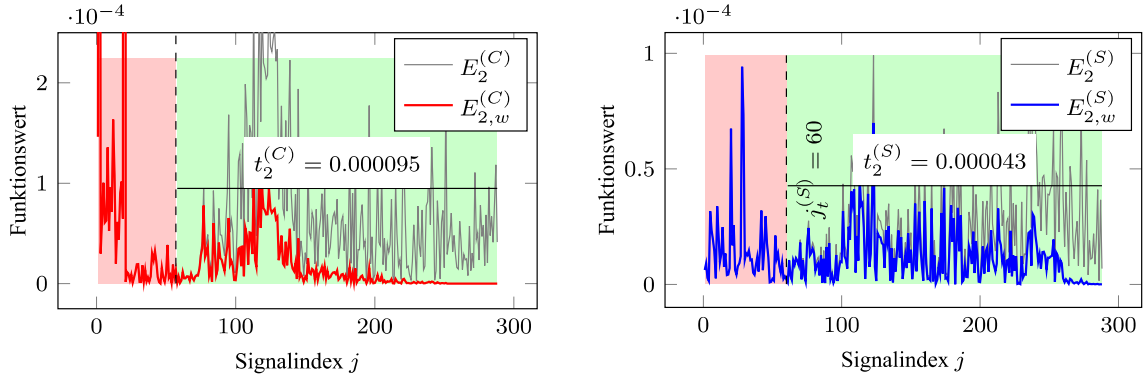 ·10⁻⁴
Funktionswert
2
1
0
E₂^(C)
E₂,w^(C)
t₂^(C) = 0.000095
0 100 200 300
Signalindex j
·10⁻⁴
Funktionswert
1
0.5
0
E₂^(S)
E₂,w^(S)
j_t^(S) = 60
t₂^(S) = 0.000043
0 100 200 300
Signalindex j